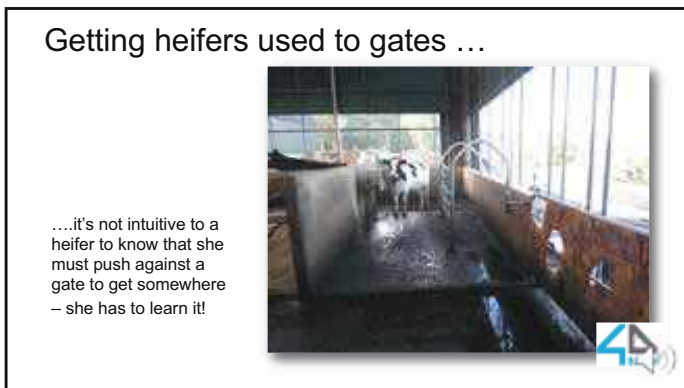 Getting heifers used to gates …
….it's not intuitive to a
heifer to know that she
must push against a
gate to get somewhere
– she has to learn it!